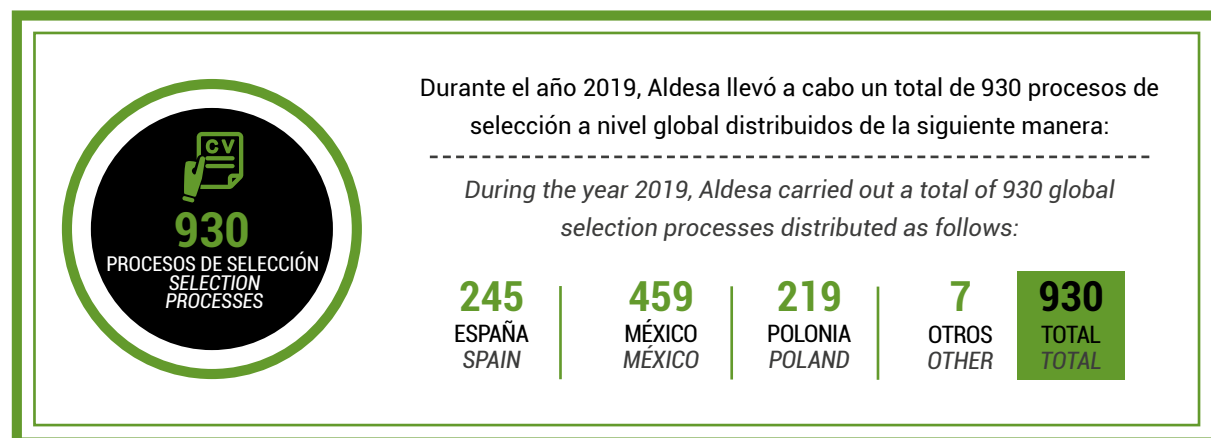 CV
930
PROCESOS DE SELECCIÓN
SELECTION
PROCESSES
Durante el año 2019, Aldesa llevó a cabo un total de 930 procesos de
selección a nivel global distribuidos de la siguiente manera:
During the year 2019, Aldesa carried out a total of 930 global
selection processes distributed as follows:
245
ESPAÑA
SPAIN
459
MÉXICO
MÉXICO
219
POLONIA
POLAND
7
OTROS
OTHER
930
TOTAL
TOTAL